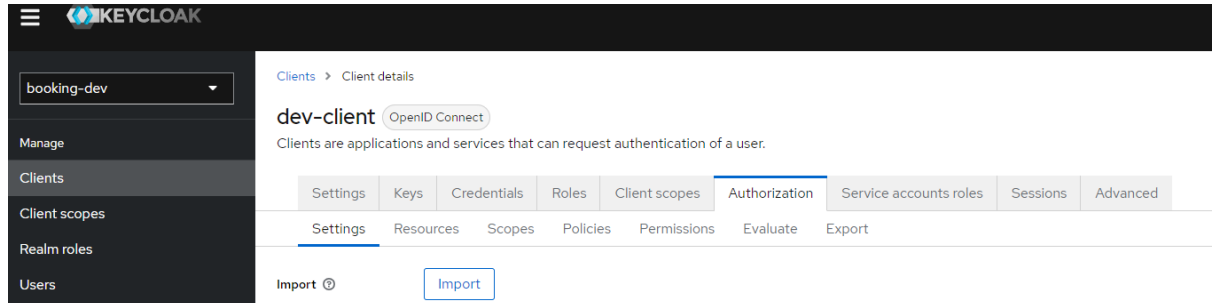 KEYCLOAK
booking-dev
Manage
Clients
Client scopes
Realm roles
Users
Clients > Client details
dev-client OpenID Connect
Clients are applications and services that can request authentication of a user.
Settings Keys Credentials Roles Client scopes Authorization Service accounts roles Sessions Advanced
Settings Resources Scopes Policies Permissions Evaluate Export
Import Import